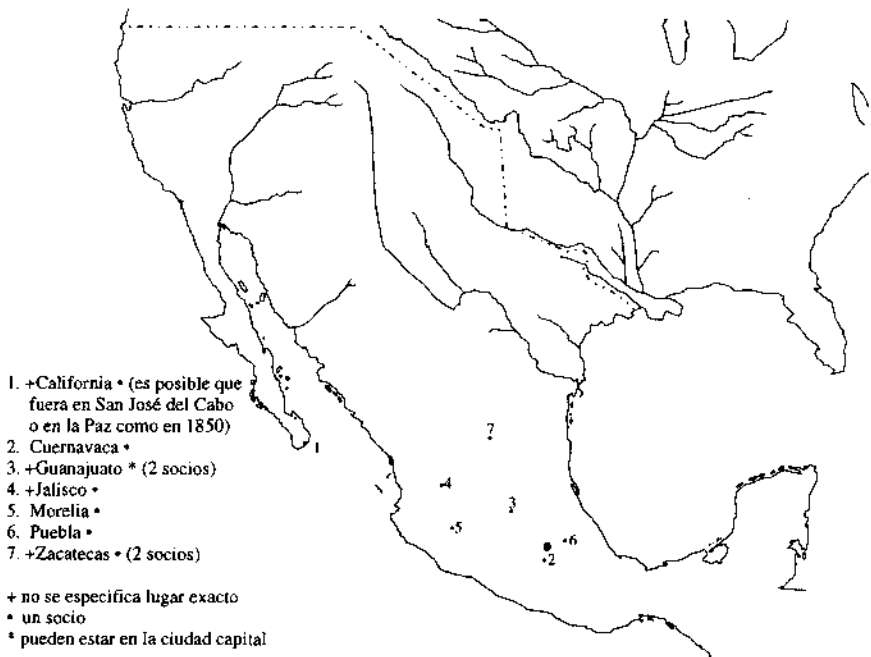 1. +California • (es posible que
fuera en San José del Cabo
o en la Paz como en 1850)
2. Cuernavaca •
3. +Guanajuato * (2 socios)
4. +Jalisco •
5. Morelia •
6. Puebla •
7. +Zacatecas • (2 socios)
+ no se especifica lugar exacto
• un socio
* pueden estar en la ciudad capital
7
1
4
3
5
6
2